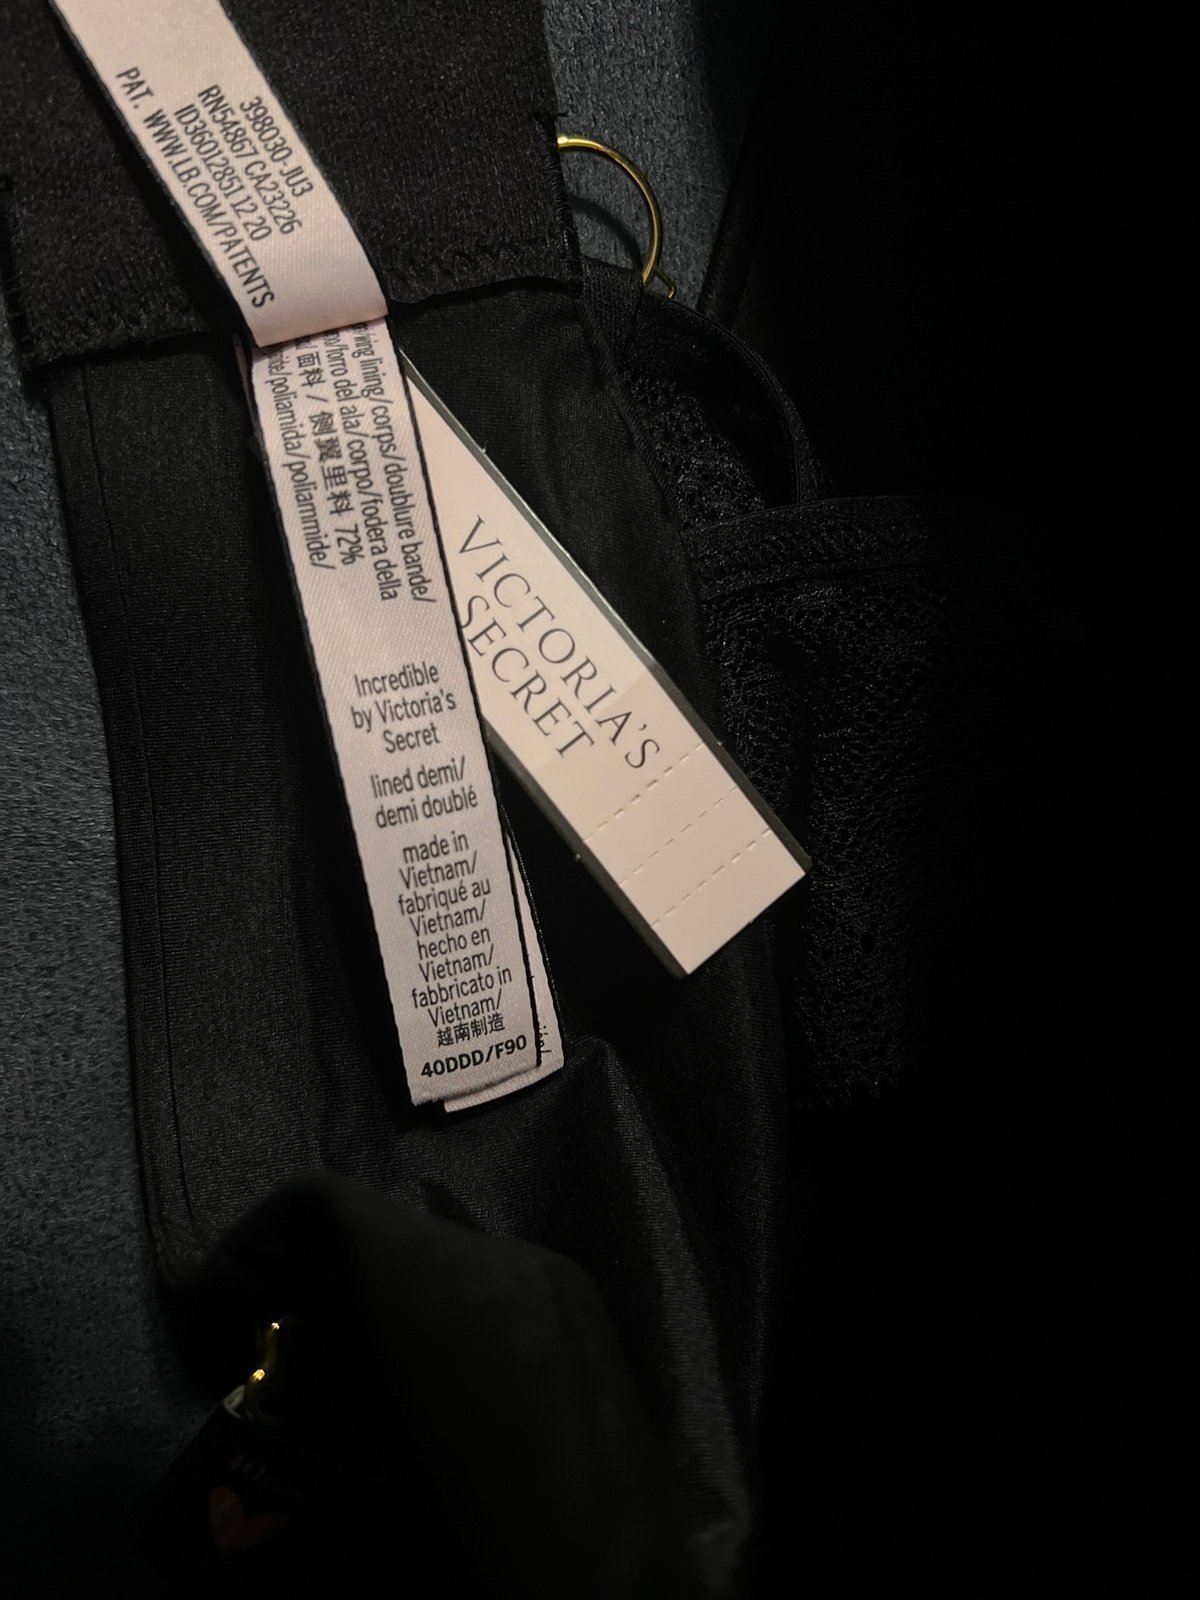 398030-JU3
RN54867 CA23226
ID36012851 12 20
PAT. WWW.LB.COM/PATENTS
lining/corps/doublure bande/
forro del ala/corpo/fodera della
面料 / 侧翼里料 72%
/poliamida/poliammide/
Incredible
by Victoria's
Secret
lined demi/
demi doublé
made in
Vietnam/
fabriqué au
Vietnam/
hecho en
Vietnam/
fabbricato in
Vietnam/
越南制造
40DDD/F90
VICTORIA'S
SECRET